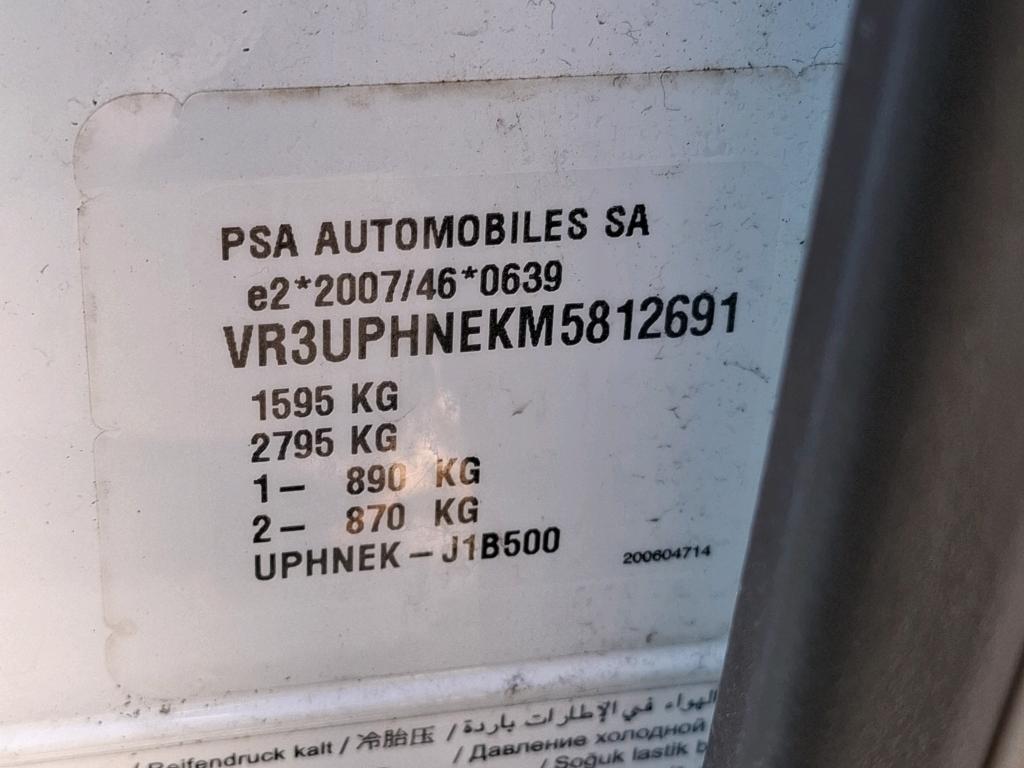 PSA AUTOMOBILES SA
e2*2007/46*0639
VR3UPHNEKM5812691
1595 KG
2795 KG
1– 890 KG
2– 870 KG
UPHNEK–J1B500
200604714
الهواء في الإطارات باردة /
/ Reifendruck kalt / 冷胎压 / Давление холодной
/ Soğuk lastik